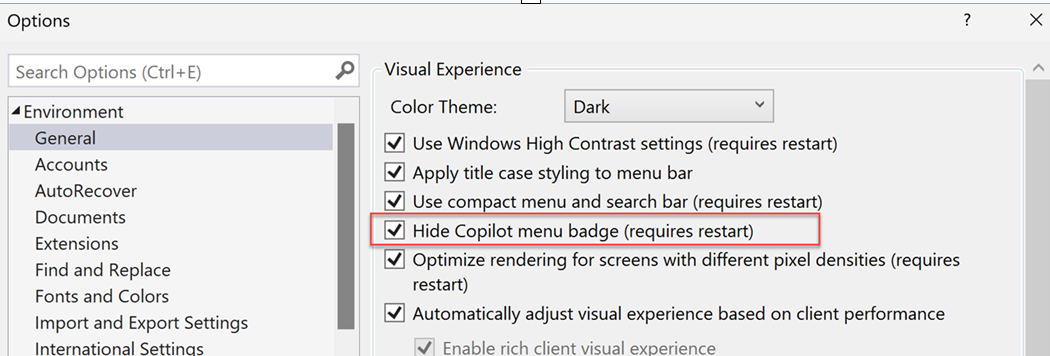 Options
?
Search Options (Ctrl+E)
Environment
General
Accounts
AutoRecover
Documents
Extensions
Find and Replace
Fonts and Colors
Import and Export Settings
International Settings
Visual Experience
Color Theme:
Dark
Use Windows High Contrast settings (requires restart)
Apply title case styling to menu bar
Use compact menu and search bar (requires restart)
Hide Copilot menu badge (requires restart)
Optimize rendering for screens with different pixel densities (requires
restart)
Automatically adjust visual experience based on client performance
Enable rich client visual experience